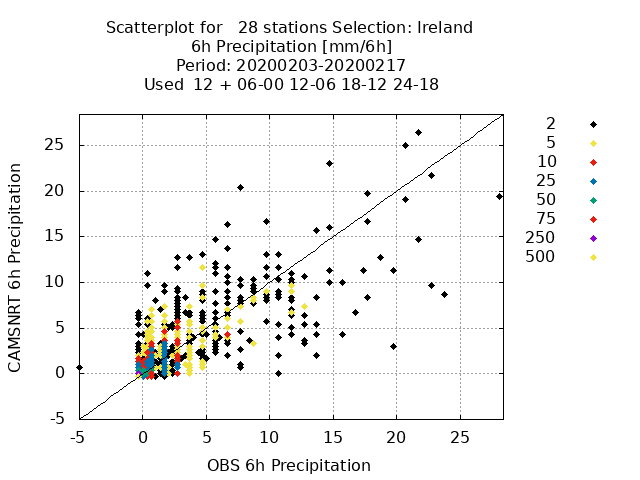 Scatterplot for   28 stations Selection: Ireland
6h Precipitation [mm/6h]
Period: 20200203-20200217
Used  12 + 06-00 12-06 18-12 24-18
2
5
10
25
50
75
250
500
25
20
15
10
5
0
-5
CAMSNRT 6h Precipitation
-5 0 5 10 15 20 25
OBS 6h Precipitation